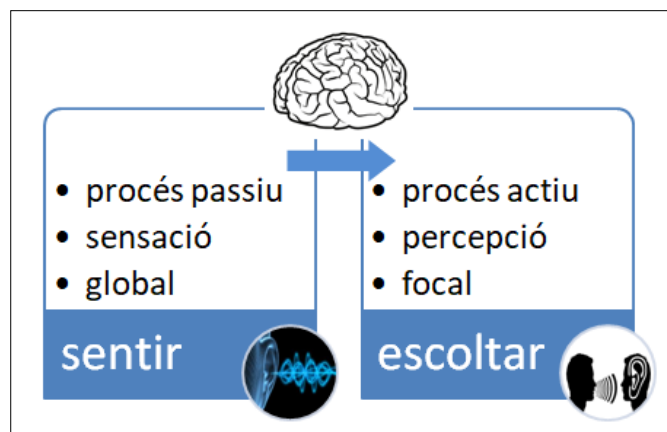 • procés passiu
• sensació
• global
sentir
• procés actiu
• percepció
• focal
escoltar